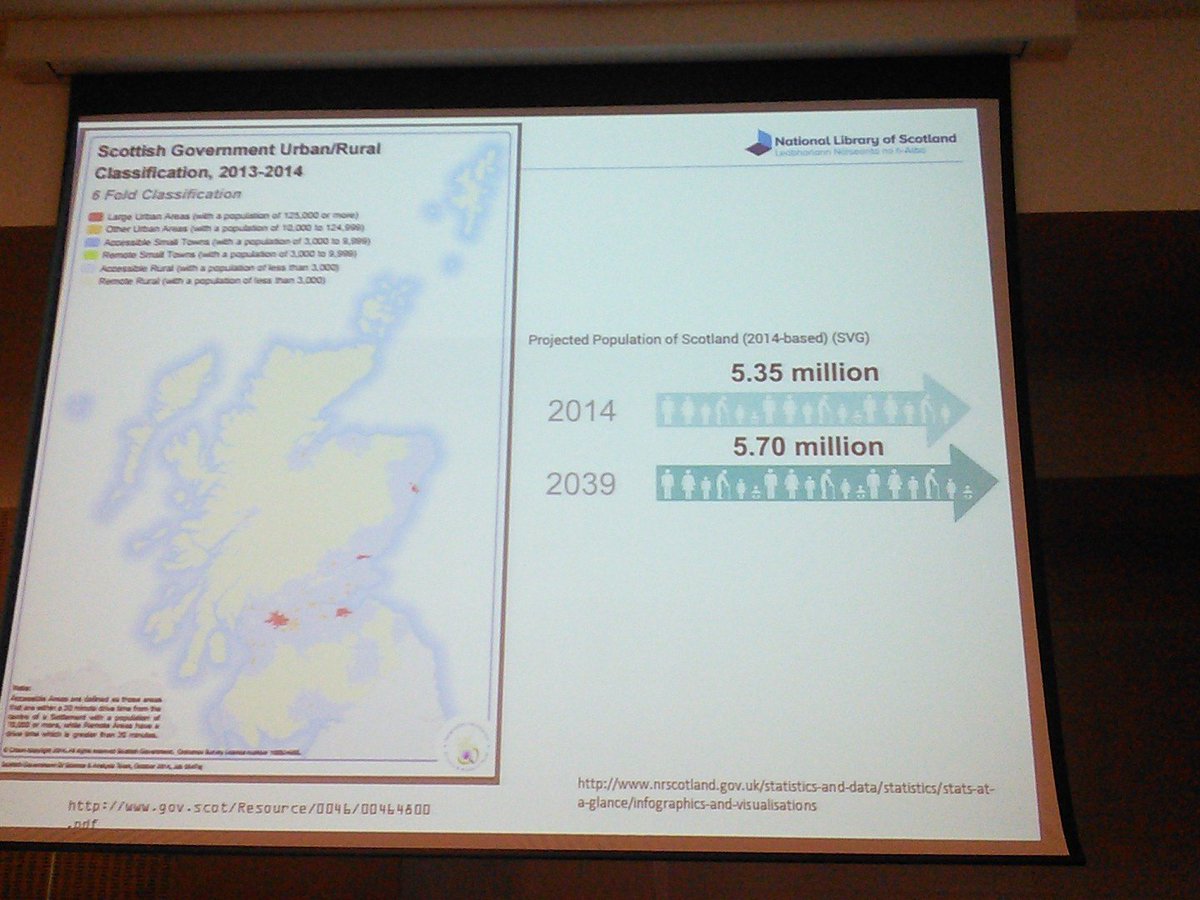 Scottish Government Urban/Rural
Classification, 2013-2014
6 Fold Classification
Large Urban Areas (with a population of 125,000 or more)
Other Urban Areas (with a population of 10,000 to 124,999)
Accessible Small Towns (with a population of 3,000 to 9,999)
Remote Small Towns (with a population of 3,000 to 9,999)
Accessible Rural (with a population of less than 3,000)
Remote Rural (with a population of less than 3,000)
Note:
Accessible Areas are defined as those areas
that are within a 30 minute drive time from the
centre of a Settlement with a population of
10,000 or more, while Remote Areas have a
drive time which is greater than 30 minutes.
© Crown copyright 2014. All rights reserved Scottish Government. Ordnance Survey Licence number
Scottish Government GI Science & Analysis Team, October 2014, Job
http://www.gov.scot/Resource/0046/00464800
.pdf
National Library of Scotland
Leabharlann Nàiseanta na h-Alba
Projected Population of Scotland (2014-based) (SVG)
5.35 million
2014
5.70 million
2039
http://www.nrscotland.gov.uk/statistics-and-data/statistics/stats-at-
a-glance/infographics-and-visualisations